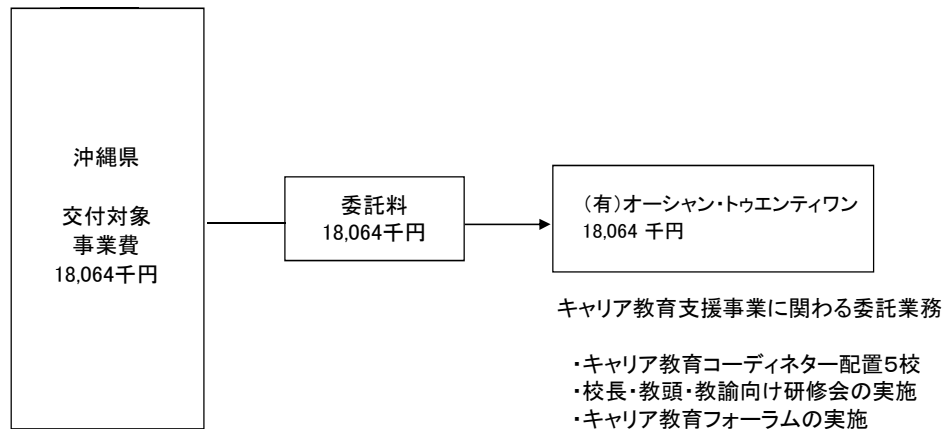 沖縄県
交付対象
事業費
18,064千円
委託料
18,064千円
(有)オーシャン・トゥエンティワン
18,064 千円
キャリア教育支援事業に関わる委託業務
・キャリア教育コーディネター配置5校
・校長・教頭・教諭向け研修会の実施
・キャリア教育フォーラムの実施